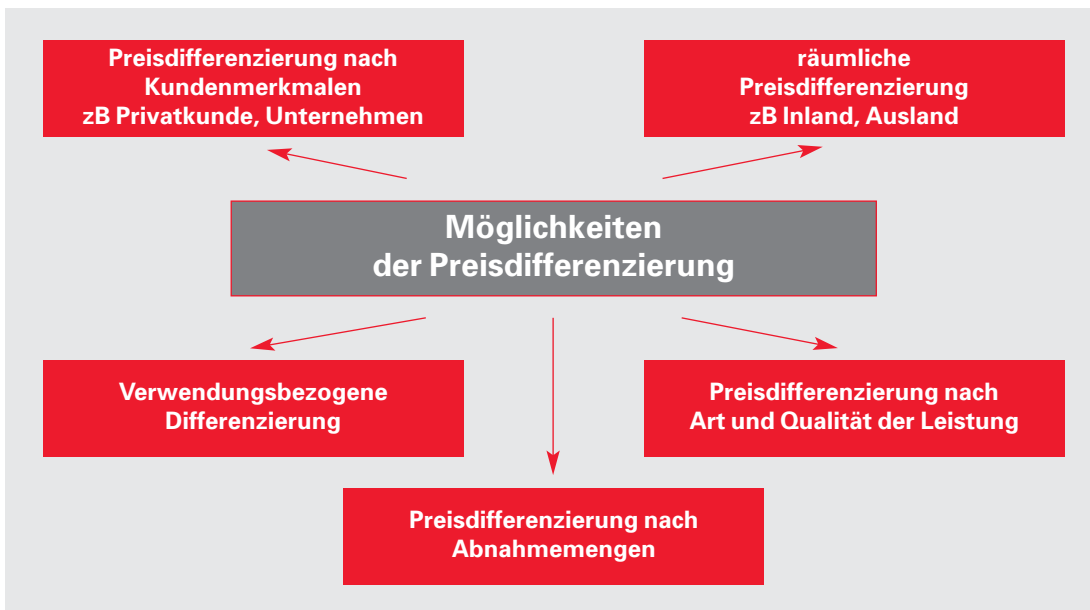 Preisdifferenzierung nach
Kundenmerkmalen
zB Privatkunde, Unternehmen
räumliche
Preisdifferenzierung
zB Inland, Ausland
Möglichkeiten
der Preisdifferenzierung
Verwendungsbezogene
Differenzierung
Preisdifferenzierung nach
Art und Qualität der Leistung
Preisdifferenzierung nach
Abnahmemengen